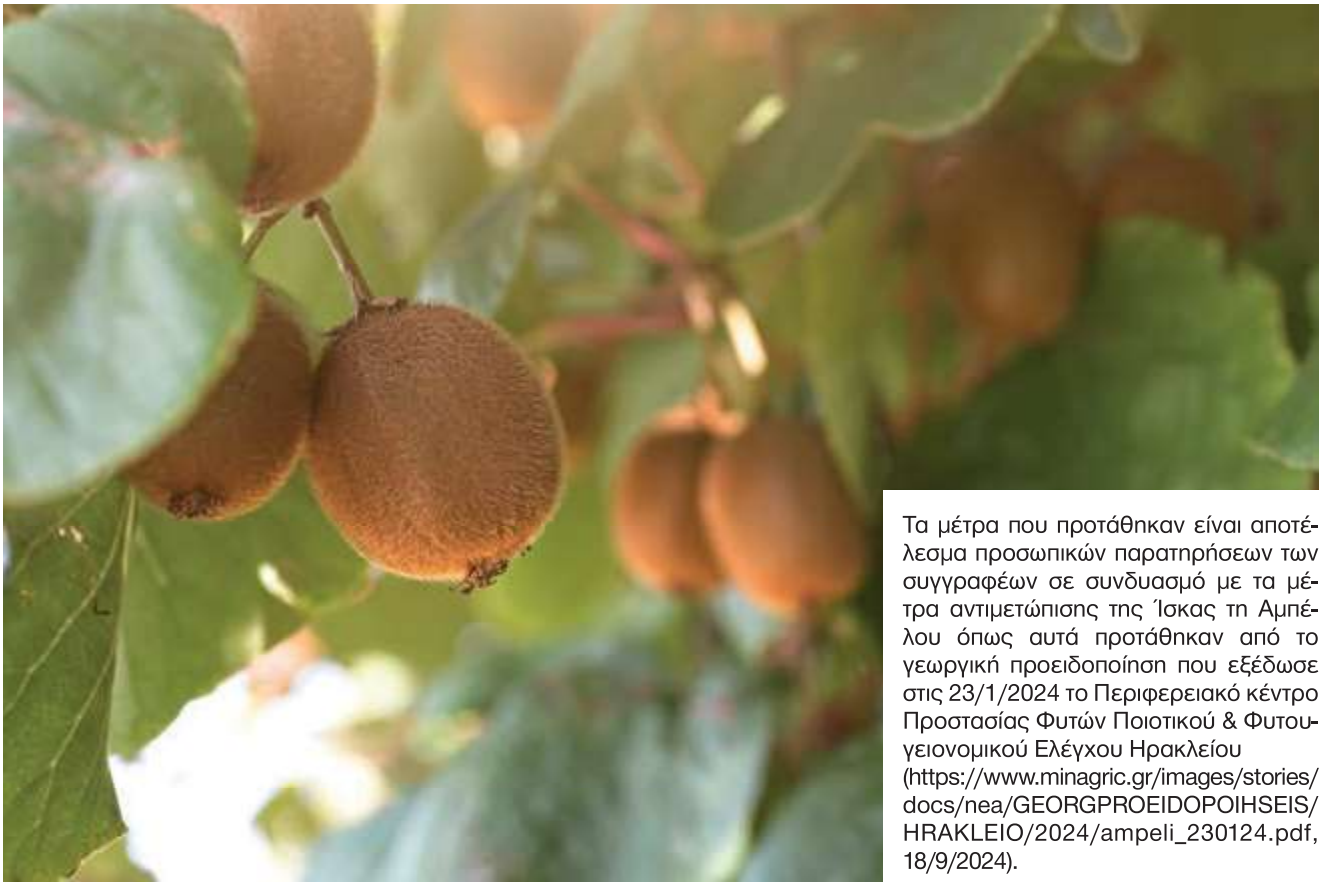 Τα μέτρα που προτάθηκαν είναι αποτέ-
λεσμα προσωπικών παρατηρήσεων των
συγγραφέων σε συνδυασμό με τα μέ-
τρα αντιμετώπισης της Ίσκας τη Αμπέ-
λου όπως αυτά προτάθηκαν από το
γεωργική προειδοποίηση που εξέδωσε
στις 23/1/2024 το Περιφερειακό κέντρο
Προστασίας Φυτών Ποιοτικού & Φυτου-
γειονομικού Ελέγχου Ηρακλείου
(https://www.minagric.gr/images/stories/
docs/nea/GEORGPROEIDOPOIHSEIS/
HRAKLEIO/2024/ampeli_230124.pdf,
18/9/2024).